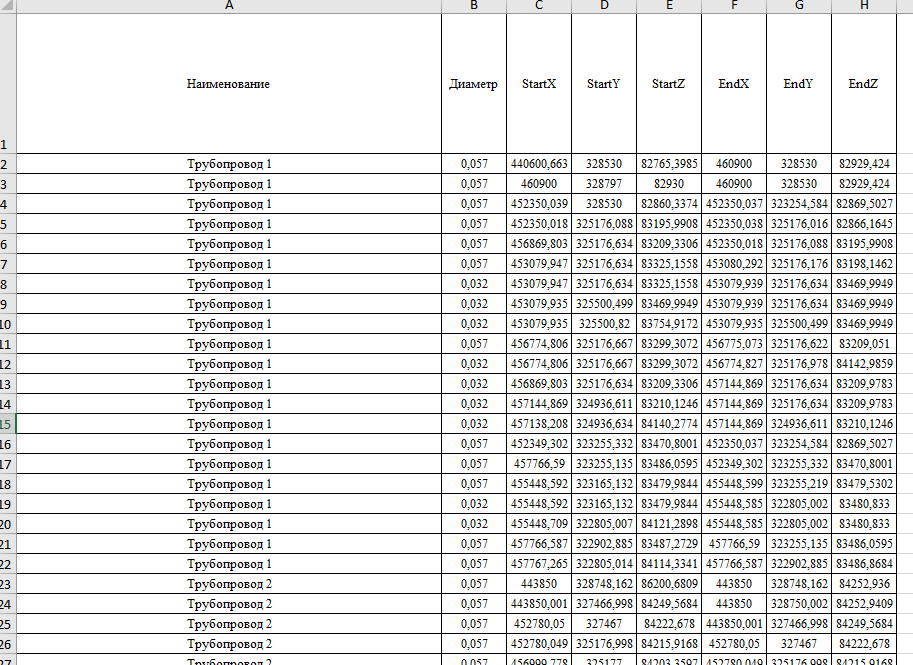 A B C D E F G H
1 Наименование Диаметр StartX StartY StartZ EndX EndY EndZ
2 Трубопровод 1 0,057 440600,663 328530 82765,3985 460900 328530 82929,424
3 Трубопровод 1 0,057 460900 328797 82930 460900 328530 82929,424
4 Трубопровод 1 0,057 452350,039 328530 82860,3374 452350,037 323254,584 82869,5027
5 Трубопровод 1 0,057 452350,018 325176,088 83195,9908 452350,038 325176,016 82866,1645
6 Трубопровод 1 0,057 456869,803 325176,634 83209,3306 452350,018 325176,088 83195,9908
7 Трубопровод 1 0,057 453079,947 325176,634 83325,1558 453080,292 325176,176 83198,1462
8 Трубопровод 1 0,032 453079,947 325176,634 83325,1558 453079,939 325176,634 83469,9949
9 Трубопровод 1 0,032 453079,935 325500,499 83469,9949 453079,939 325176,634 83469,9949
10 Трубопровод 1 0,032 453079,935 325500,82 83754,9172 453079,935 325500,499 83469,9949
11 Трубопровод 1 0,057 456774,806 325176,667 83299,3072 456775,073 325176,622 83209,051
12 Трубопровод 1 0,032 456774,806 325176,667 83299,3072 456774,827 325176,978 84142,9859
13 Трубопровод 1 0,032 456869,803 325176,634 83209,3306 457144,869 325176,634 83209,9783
14 Трубопровод 1 0,032 457144,869 324936,611 83210,1246 457144,869 325176,634 83209,9783
15 Трубопровод 1 0,032 457138,208 324936,634 84140,2774 457144,869 324936,611 83210,1246
16 Трубопровод 1 0,057 452349,302 323255,332 83470,8001 452350,037 323254,584 82869,5027
17 Трубопровод 1 0,057 457766,59 323255,135 83486,0595 452349,302 323255,332 83470,8001
18 Трубопровод 1 0,057 455448,592 323165,132 83479,9844 455448,599 323255,219 83479,5302
19 Трубопровод 1 0,032 455448,592 323165,132 83479,9844 455448,585 322805,002 83480,833
20 Трубопровод 1 0,032 455448,709 322805,007 84121,2898 455448,585 322805,002 83480,833
21 Трубопровод 1 0,057 457766,587 322902,885 83487,2729 457766,59 323255,135 83486,0595
22 Трубопровод 1 0,057 457767,265 322805,014 84114,3341 457766,587 322902,885 83486,8684
23 Трубопровод 2 0,057 443850 328748,162 86200,6809 443850 328748,162 84252,936
24 Трубопровод 2 0,057 443850,001 327466,998 84249,5684 443850 328750,002 84252,9409
25 Трубопровод 2 0,057 452780,05 327467 84222,678 443850,001 327466,998 84249,5684
26 Трубопровод 2 0,057 452780,049 325176,998 84215,9168 452780,05 327467 84222,678
27 Трубопровод 2 0,057 456999,778 325177 84203,3597 452780,049 325176,998 84215,9168